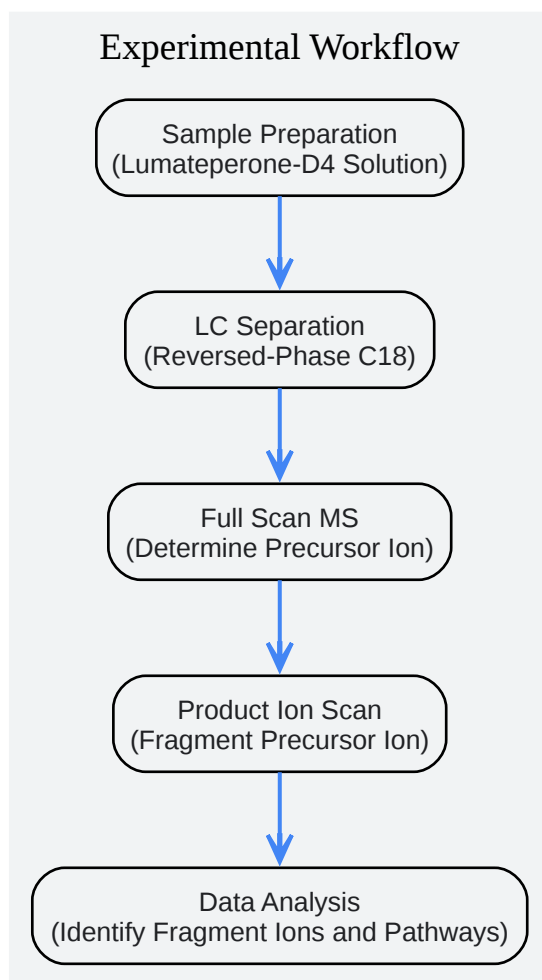 Experimental Workflow
Sample Preparation
(Lumateperone-D4 Solution)
LC Separation
(Reversed-Phase C18)
Full Scan MS
(Determine Precursor Ion)
Product Ion Scan
(Fragment Precursor Ion)
Data Analysis
(Identify Fragment Ions and Pathways)